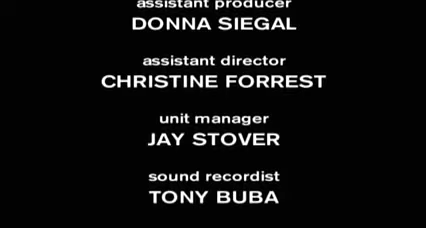 assistant producer
DONNA SIEGAL
assistant director
CHRISTINE FORREST
unit manager
JAY STOVER
sound recordist
TONY BUBA